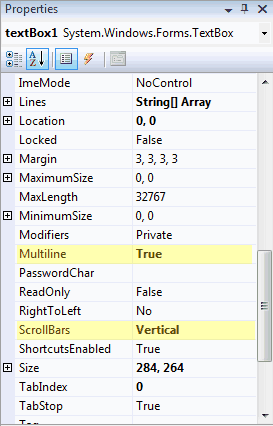 Properties
textBox1 System.Windows.Forms.TextBox
ImeMode NoControl
Lines String[] Array
Location 0, 0
Locked False
Margin 3, 3, 3, 3
MaximumSize 0, 0
MaxLength 32767
MinimumSize 0, 0
Modifiers Private
Multiline True
PasswordChar
ReadOnly False
RightToLeft No
ScrollBars Vertical
ShortcutsEnabled True
Size 284, 264
TabIndex 0
TabStop True